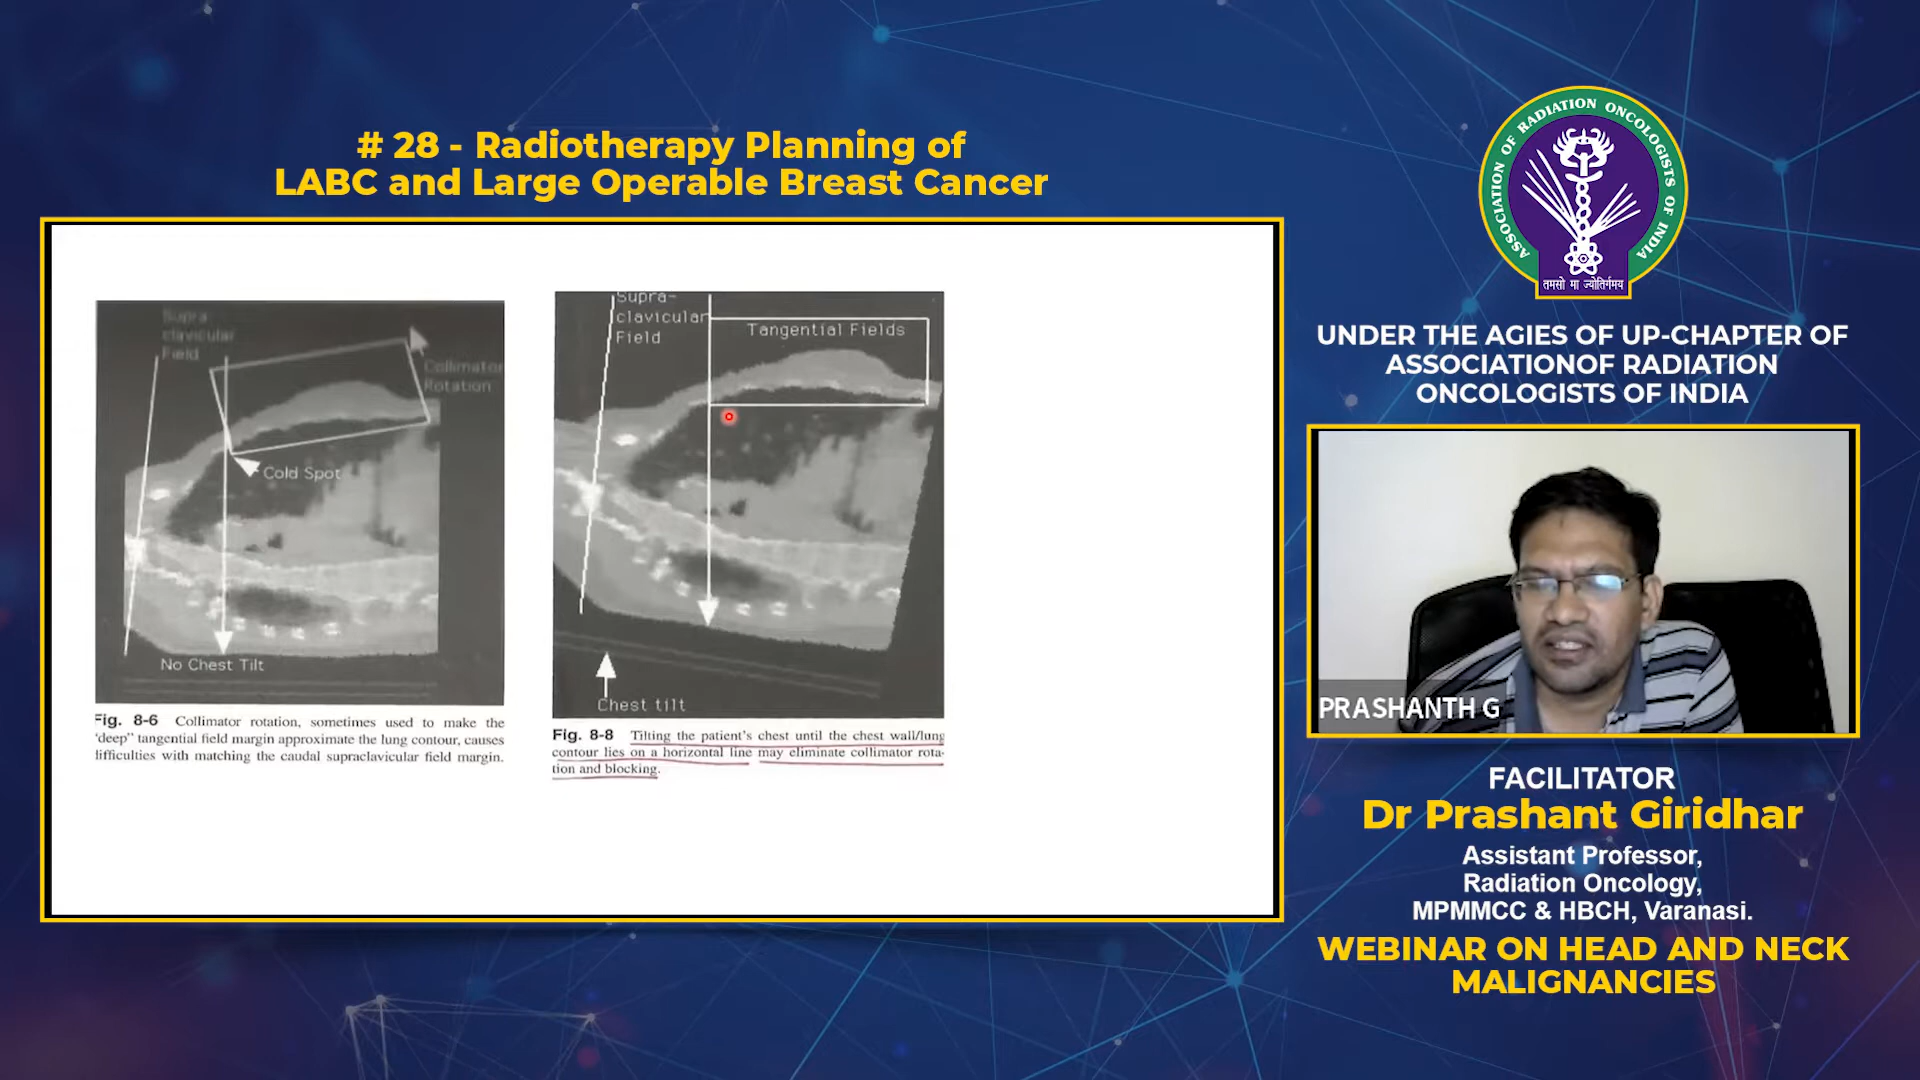 # 28 - Radiotherapy Planning of
LABC and Large Operable Breast Cancer
Supra
clavicular
Field
Collimator
Rotation
Cold Spot
No Chest Tilt
Fig. 8-6 Collimator rotation, sometimes used to make the
"deep" tangential field margin approximate the lung contour, causes
difficulties with matching the caudal supraclavicular field margin.
Supra-
clavicular
Field
Tangential Fields
Chest tilt
Fig. 8-8 Tilting the patient's chest until the chest wall/lung
contour lies on a horizontal line may eliminate collimator rota-
tion and blocking.
ASSOCIATION OF RADIATION ONCOLOGISTS OF INDIA
तमसो मा ज्योतिर्गमय
UNDER THE AGIES OF UP-CHAPTER OF
ASSOCIATIONOF RADIATION
ONCOLOGISTS OF INDIA
PRASHANTH G
FACILITATOR
Dr Prashant Giridhar
Assistant Professor,
Radiation Oncology,
MPMMCC & HBCH, Varanasi.
WEBINAR ON HEAD AND NECK
MALIGNANCIES